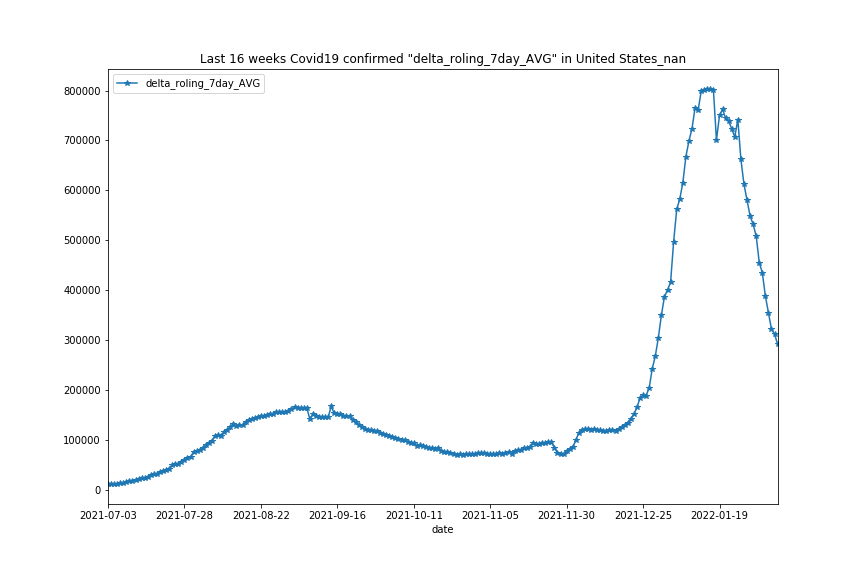 Last 16 weeks Covid19 confirmed "delta_roling_7day_AVG" in United States_nan
delta_roling_7day_AVG
800000
700000
600000
500000
400000
300000
200000
100000
0
2021-07-03 2021-07-28 2021-08-22 2021-09-16 2021-10-11 2021-11-05 2021-11-30 2021-12-25 2022-01-19
date